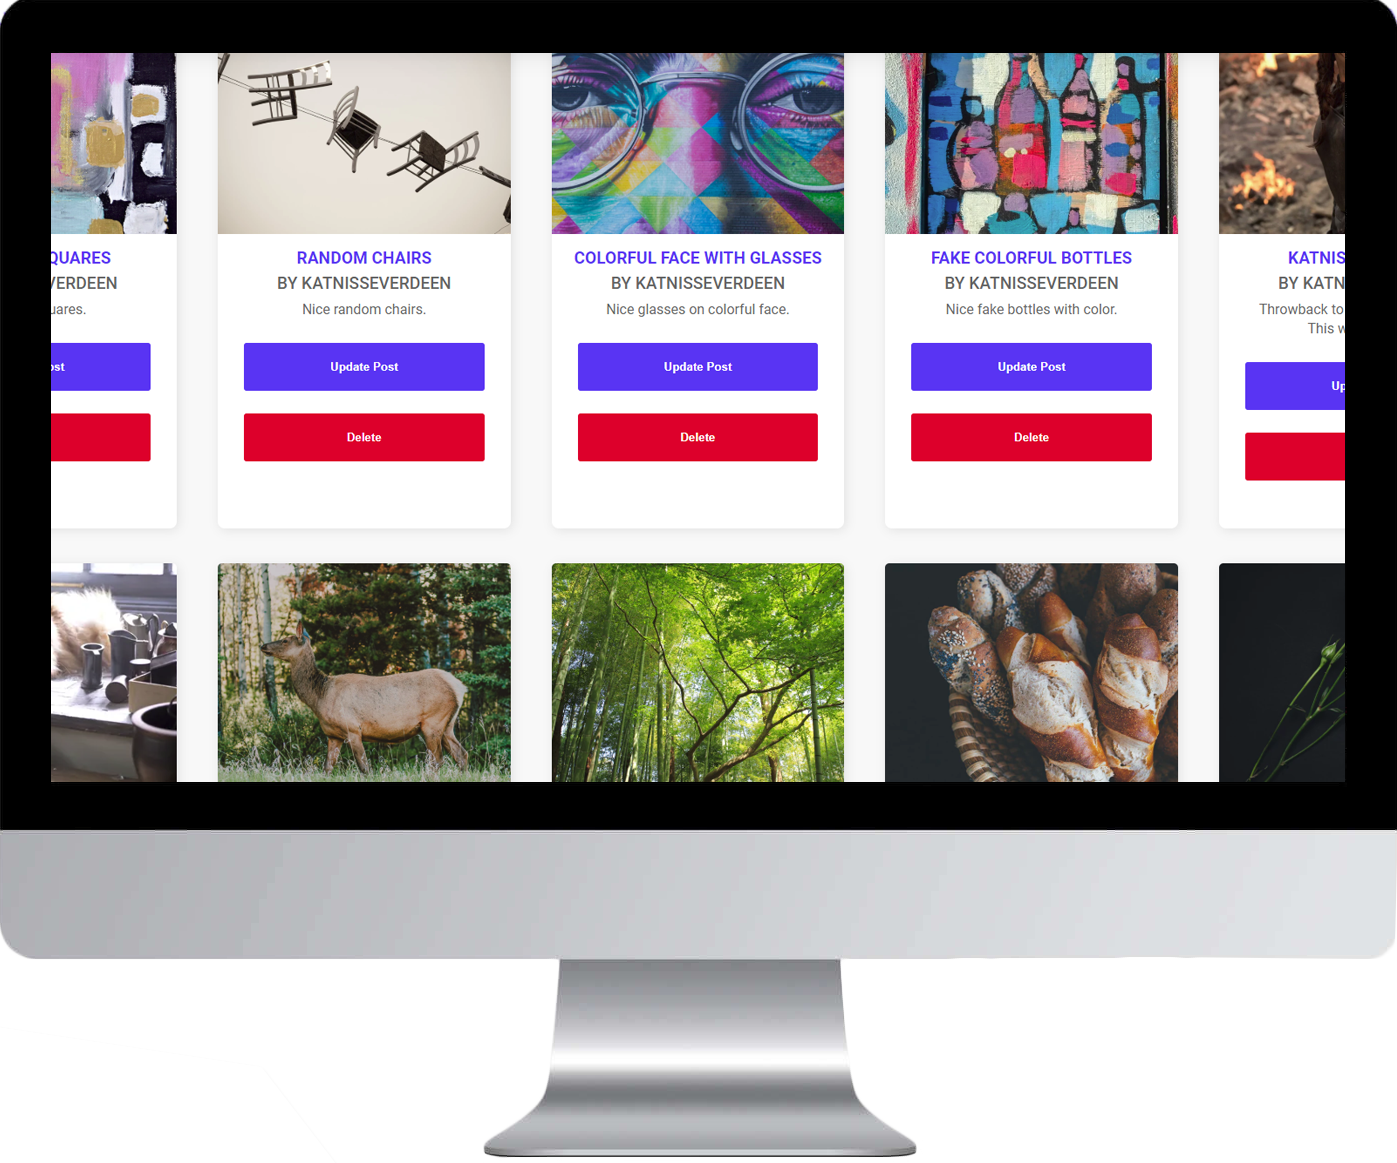 QUARES
VERDEEN
uares.
ost
RANDOM CHAIRS
BY KATNISSEVERDEEN
Nice random chairs.
Update Post
Delete
COLORFUL FACE WITH GLASSES
BY KATNISSEVERDEEN
Nice glasses on colorful face.
Update Post
Delete
FAKE COLORFUL BOTTLES
BY KATNISSEVERDEEN
Nice fake bottles with color.
Update Post
Delete
KATNIS
BY KATN
Throwback to
This w
Up